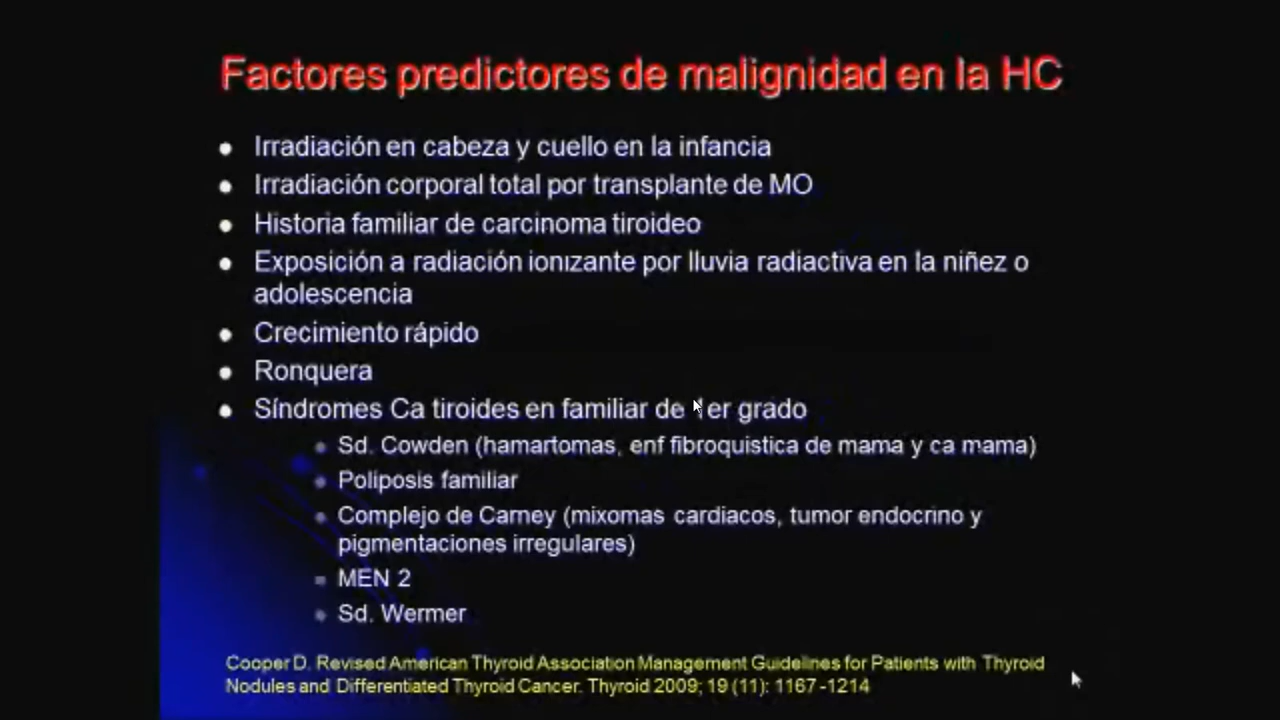 Factores predictores de malignidad en la HC
• Irradiación en cabeza y cuello en la infancia
• Irradiación corporal total por transplante de MO
• Historia familiar de carcinoma tiroideo
• Exposición a radiación ionizante por lluvia radiactiva en la niñez o
adolescencia
• Crecimiento rápido
• Ronquera
• Síndromes Ca tiroides en familiar de 1er grado
• Sd. Cowden (hamartomas, enf fibroquistica de mama y ca mama)
• Poliposis familiar
• Complejo de Carney (mixomas cardiacos, tumor endocrino y
pigmentaciones irregulares)
• MEN 2
• Sd. Wermer
Cooper D. Revised American Thyroid Association Management Guidelines for Patients with Thyroid
Nodules and Differentiated Thyroid Cancer. Thyroid 2009; 19 (11): 1167-1214